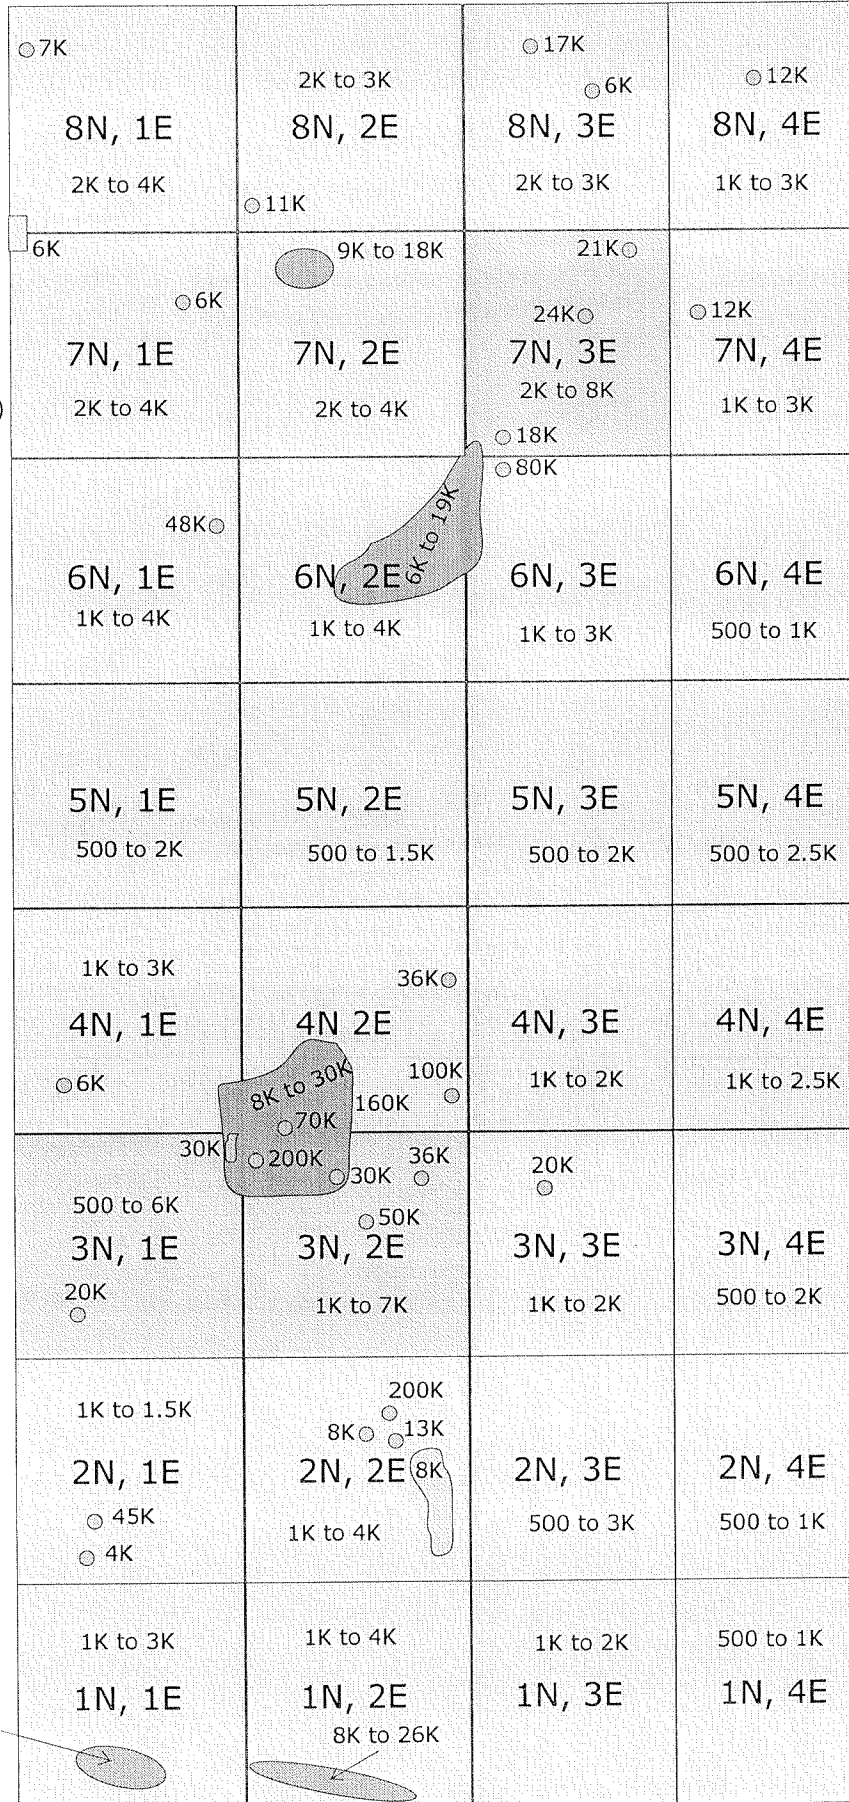 7K
17K
2K to 3K
12K
6K
8N, 1E
8N, 2E
8N, 3E
8N, 4E
2K to 4K
2K to 3K
1K to 3K
11K
6K
9K to 18K
21K
6K
24K
12K
7N, 1E
7N, 2E
7N, 3E
7N, 4E
2K to 8K
2K to 4K
2K to 4K
1K to 3K
)
18K
80K
48K
6K to 19K
6N, 1E
6N, 2E
6N, 3E
6N, 4E
1K to 4K
1K to 4K
1K to 3K
500 to 1K
5N, 1E
5N, 2E
5N, 3E
5N, 4E
500 to 2K
500 to 1.5K
500 to 2K
500 to 2.5K
1K to 3K
36K
4N, 1E
4N 2E
4N, 3E
4N, 4E
6K
8K to 30K
100K
1K to 2K
1K to 2.5K
160K
70K
30K
200K
30K
36K
20K
500 to 6K
50K
3N, 1E
3N, 2E
3N, 3E
3N, 4E
20K
1K to 7K
1K to 2K
500 to 2K
200K
1K to 1.5K
8K
13K
2N, 1E
2N, 2E
8K
2N, 3E
2N, 4E
45K
1K to 4K
500 to 3K
500 to 1K
4K
1K to 3K
1K to 4K
1K to 2K
500 to 1K
1N, 1E
1N, 2E
1N, 3E
1N, 4E
8K to 26K